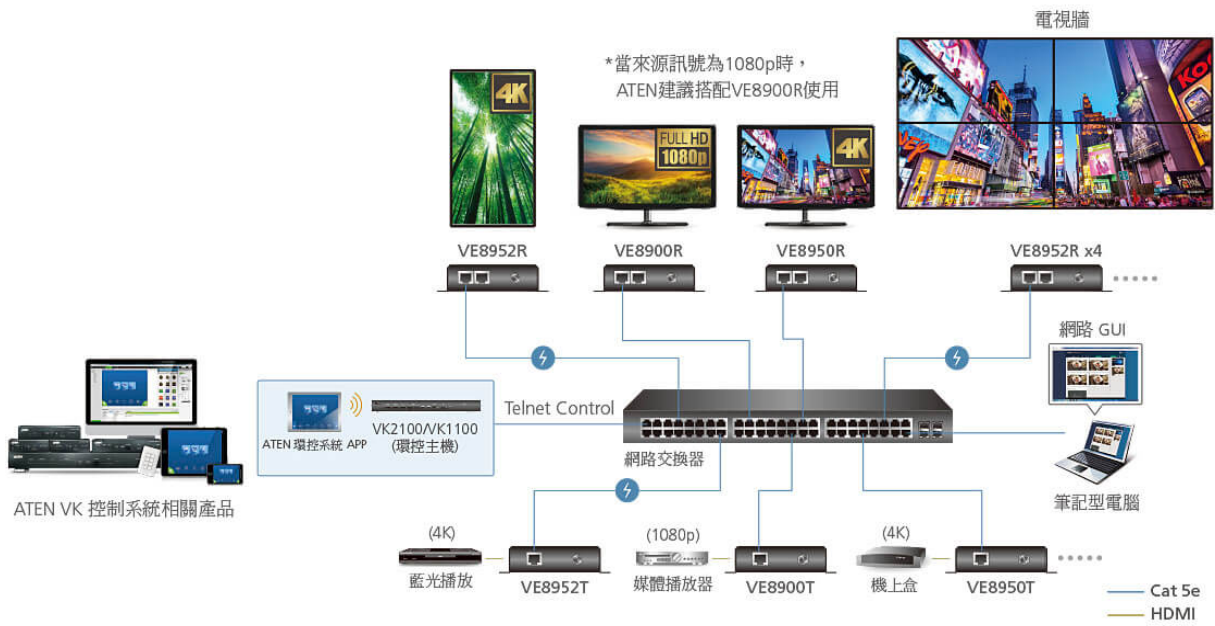 電視牆
*當來源訊號為1080p時，
ATEN建議搭配VE8900R使用
4K
FULL HD
1080p
4K
VE8952R
VE8900R
VE8950R
VE8952R x4
網路 GUI
Telnet Control
ATEN 環控系統 APP
VK2100/VK1100
(環控主機)
網路交換器
筆記型電腦
ATEN VK 控制系統相關產品
(4K)
(1080p)
(4K)
藍光播放
VE8952T
媒體播放器
VE8900T
機上盒
VE8950T
Cat 5e
HDMI